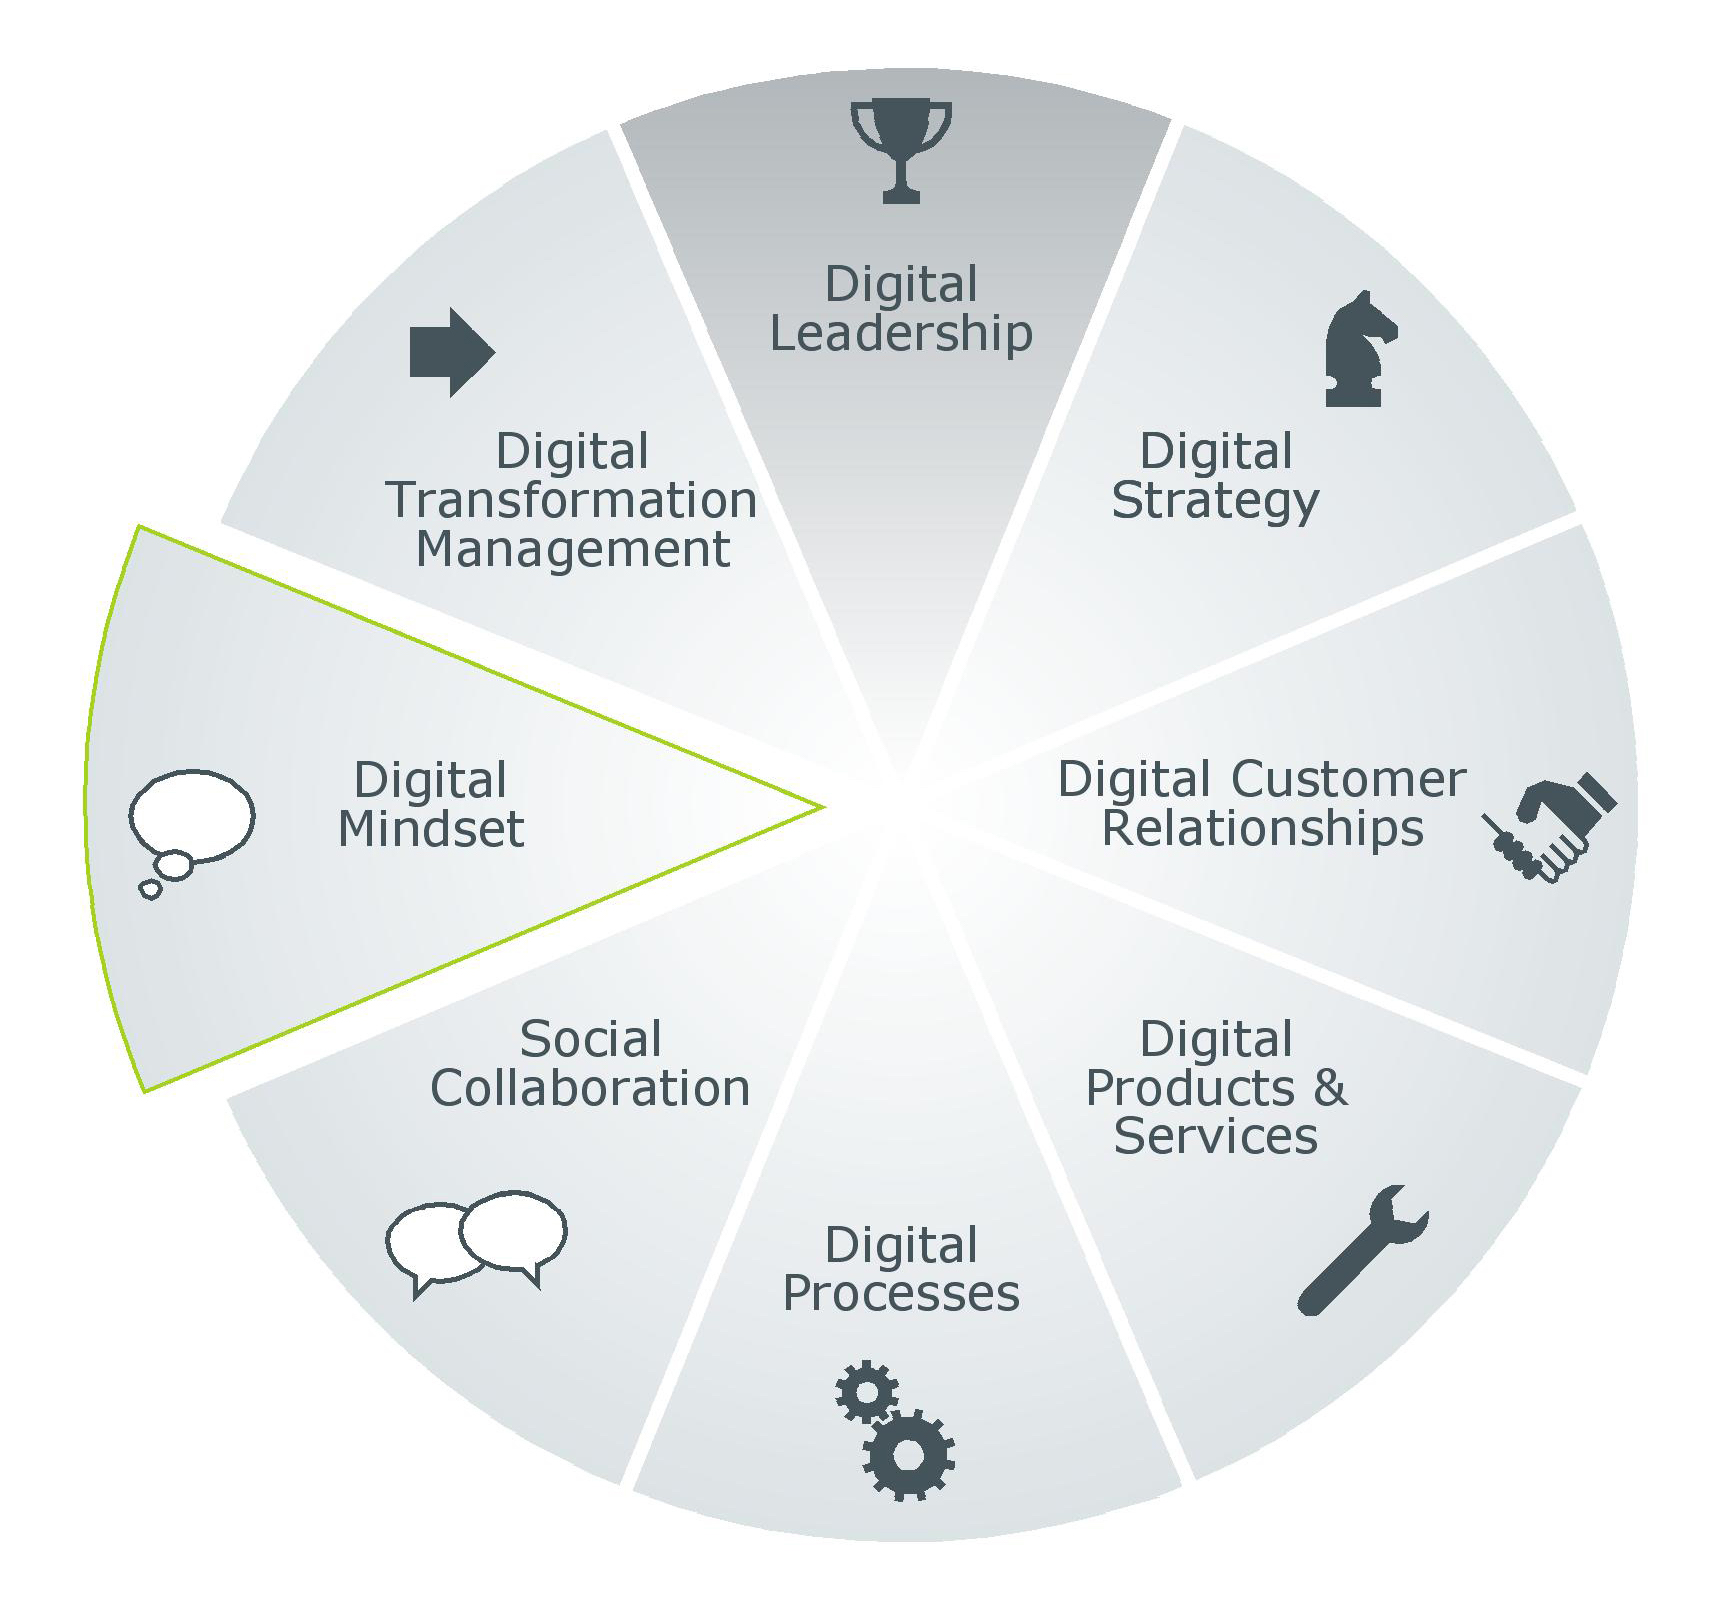 Digital
Leadership
Digital
Strategy
Digital Customer
Relationships
Digital
Products &
Services
Digital
Processes
Social
Collaboration
Digital
Mindset
Digital
Transformation
Management